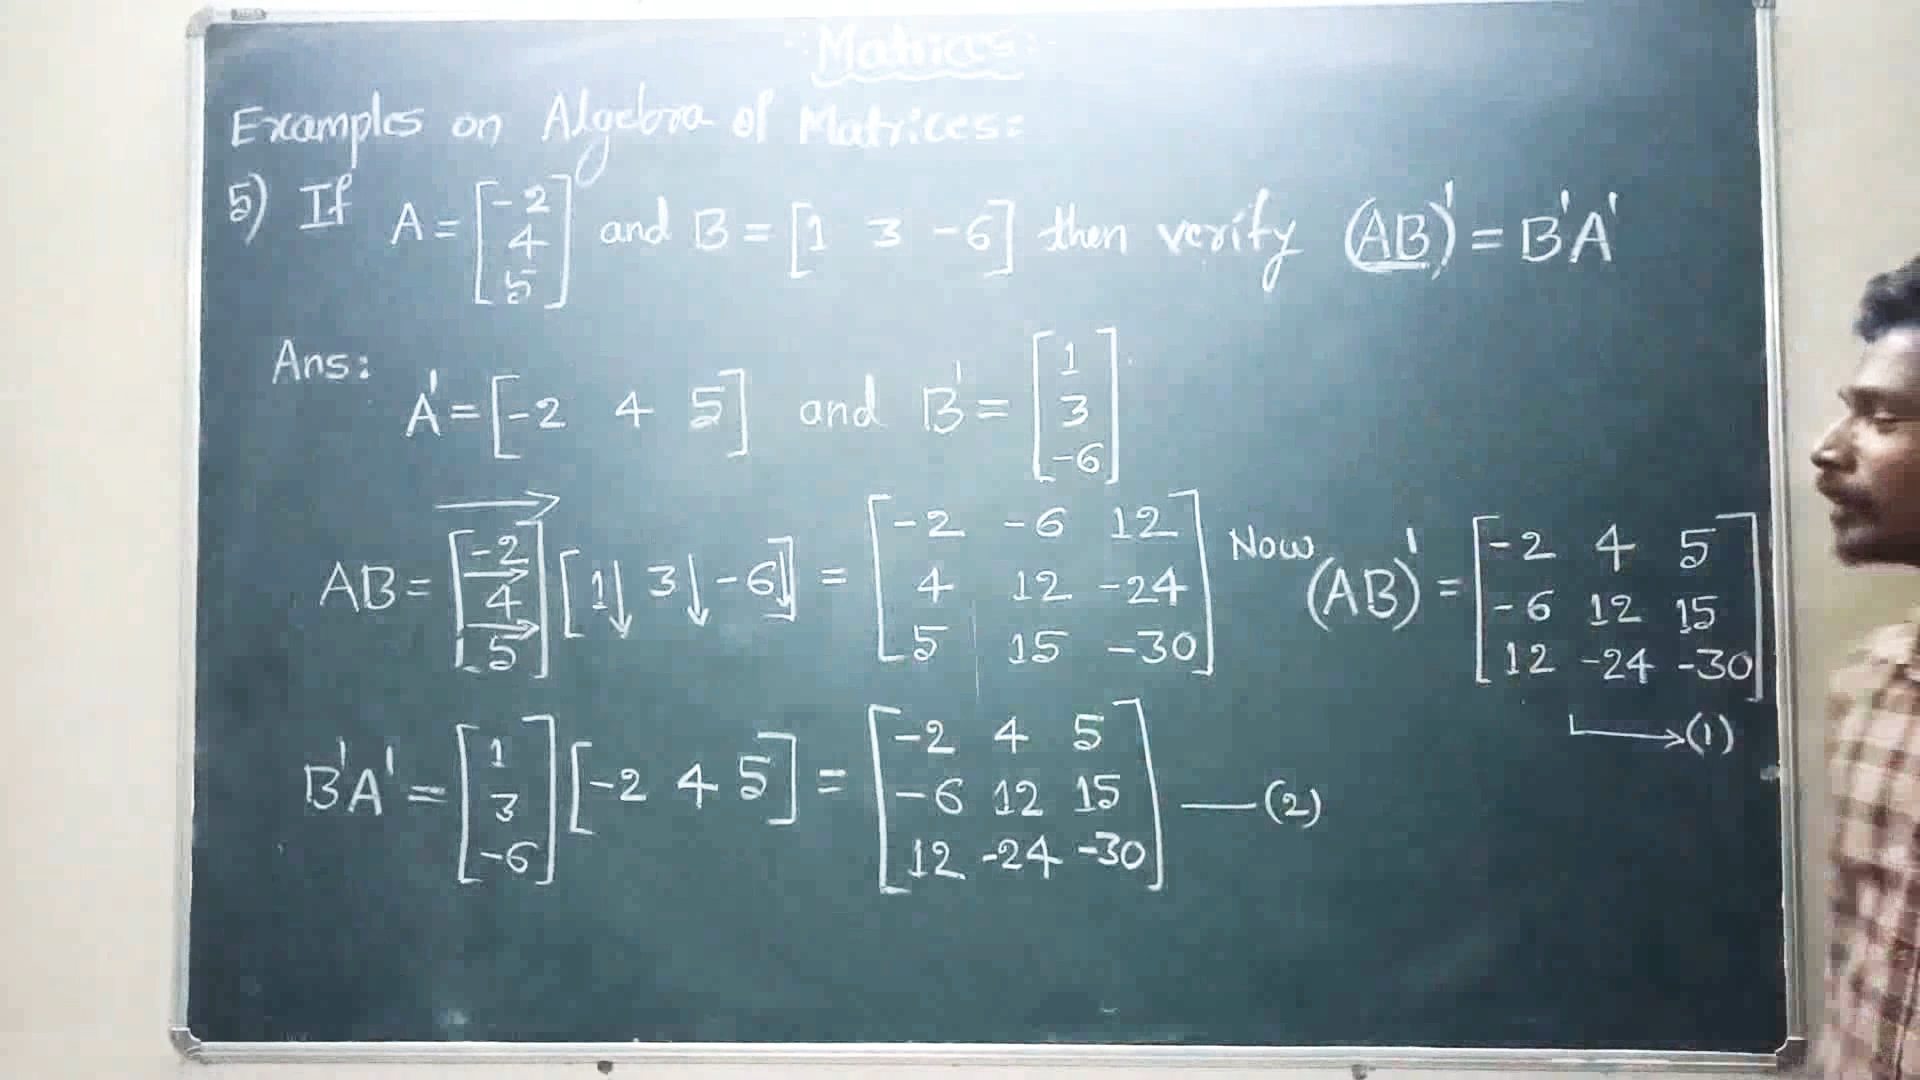 Matrices:-
Examples on Algebra of Matrices:
5) If A = [-2 4 5] and B = [1 3 -6] then verify (AB)' = B'A'
Ans:
A' = [-2 4 5] and B' = [1 3 -6]
AB = [-2 4 5] [1 3 -6] = [-2 -6 12 4 12 -24 5 15 -30] Now (AB)' = [-2 4 5 -6 12 15 12 -24 -30]
→(1)
B'A' = [1 3 -6] [-2 4 5] = [-2 4 5 -6 12 15 12 -24 -30] —(2)